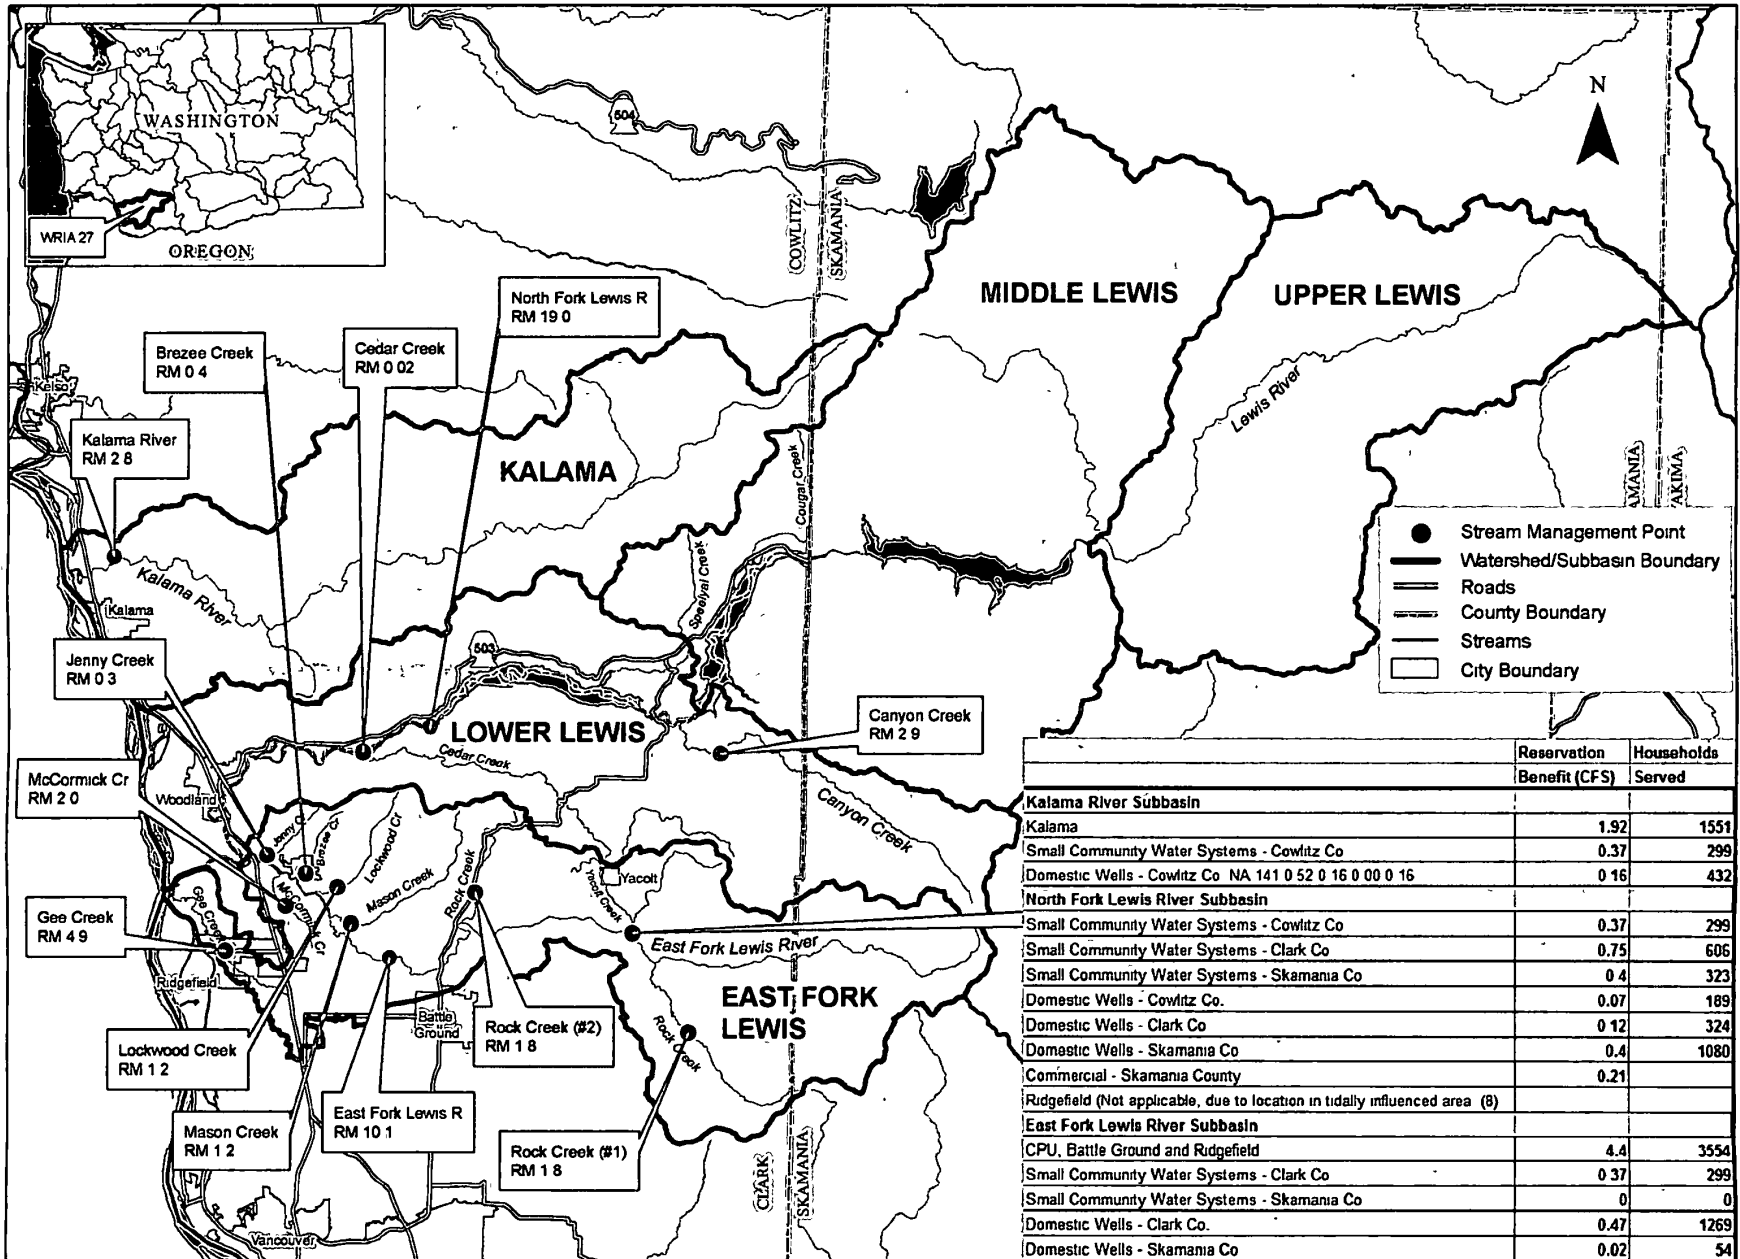 WASHINGTON
WRIA 27
OREGON
504
COWLITZ
SKAMANIA
N
MIDDLE LEWIS
UPPER LEWIS
North Fork Lewis R
RM 19 0
Brezee Creek
RM 0 4
Cedar Creek
RM 0 02
Kelso
Kalama River
RM 2 8
KALAMA
Lewis River
Cougar Creek
Speelyai Creek
AMANIA
AKIMA
Stream Management Point
Watershed/Subbasin Boundary
Roads
County Boundary
Streams
City Boundary
Kalama River
Kalama
Jenny Creek
RM 0 3
503
LOWER LEWIS
Cedar Creek
Canyon Creek
RM 2 9
McCormick Cr
RM 2 0
Woodland
Jenny Cr
Brezee Cr
Lockwood Cr
Mason Creek
Rock Creek
Canyon Creek
Yacolt
Yacolt Creek
Gee Creek
RM 4 9
Gee Creek
McCormick Cr
East Fork Lewis River
Ridgefield
EAST FORK
LEWIS
Battle
Ground
Rock Creek (#2)
RM 1 8
Rock Creek
Lockwood Creek
RM 1 2
East Fork Lewis R
RM 10 1
Mason Creek
RM 1 2
Rock Creek (#1)
RM 1 8
CLARK
SKAMANIA
Vancouver
Reservation Households
Benefit (CFS) Served
Kalama River Subbasin
Kalama 1.92 1551
Small Community Water Systems - Cowlitz Co 0.37 299
Domestic Wells - Cowlitz Co NA 141 0 52 0 16 0 00 0 16 0 16 432
North Fork Lewis River Subbasin
Small Community Water Systems - Cowlitz Co 0.37 299
Small Community Water Systems - Clark Co 0.75 606
Small Community Water Systems - Skamania Co 0 4 323
Domestic Wells - Cowlitz Co. 0.07 189
Domestic Wells - Clark Co 0 12 324
Domestic Wells - Skamania Co 0.4 1080
Commercial - Skamania County 0.21
Ridgefield (Not applicable, due to location in tidally influenced area (8)
East Fork Lewis River Subbasin
CPU, Battle Ground and Ridgefield 4.4 3554
Small Community Water Systems - Clark Co 0 37 299
Small Community Water Systems - Skamania Co 0 0
Domestic Wells - Clark Co. 0.47 1269
Domestic Wells - Skamania Co 0.02 54